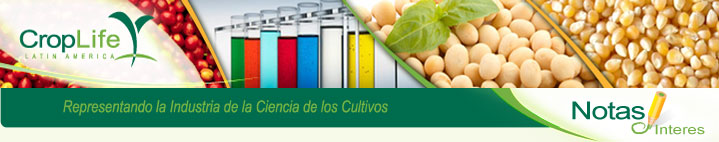 CropLife
LATIN AMERICA
Representando la Industria de la Ciencia de los Cultivos
Notas
Interes